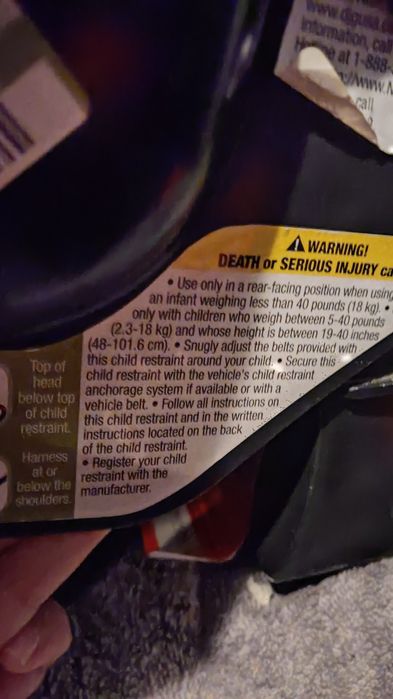 www.djgusa.
information, call
at 1-888-
://www.
call
WARNING!
DEATH or SERIOUS INJURY ca
• Use only in a rear-facing position when using
an infant weighing less than 40 pounds (18 kg). •
only with children who weigh between 5-40 pounds
(2.3-18 kg) and whose height is between 19-40 inches
(48-101.6 cm). • Snugly adjust the belts provided with
this child restraint around your child. • Secure this
child restraint with the vehicle's child restraint
anchorage system if available or with a
vehicle belt. • Follow all instructions on
this child restraint and in the written
instructions located on the back
of the child restraint.
• Register your child
restraint with the
manufacturer.
Top of
head
below top
of child
restraint.
Harness
at or
below the
shoulders.